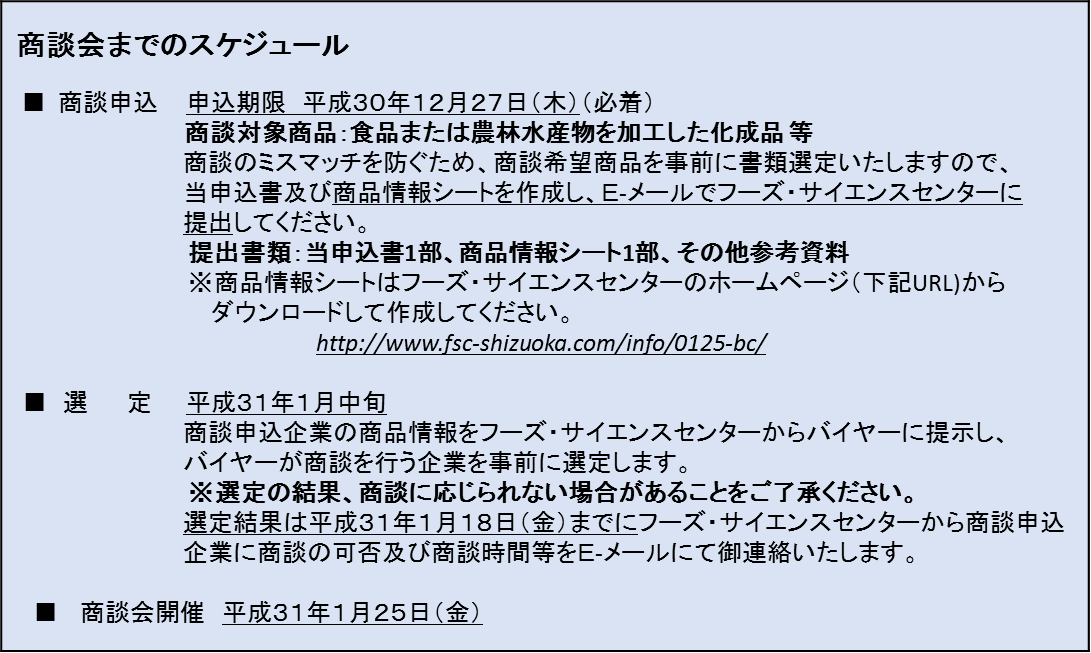 商談会までのスケジュール
■ 商談申込 申込期限 平成30年12月27日(木)(必着)
商談対象商品:食品または農林水産物を加工した化成品 等
商談のミスマッチを防ぐため、商談希望商品を事前に書類選定いたしますので、
当申込書及び商品情報シートを作成し、E-メールでフーズ・サイエンスセンターに
提出してください。
提出書類:当申込書1部、商品情報シート1部、その他参考資料
※商品情報シートはフーズ・サイエンスセンターのホームページ(下記URL)から
ダウンロードして作成してください。
http://www.fsc-shizuoka.com/info/0125-bc/
■ 選 定 平成31年1月中旬
商談申込企業の商品情報をフーズ・サイエンスセンターからバイヤーに提示し、
バイヤーが商談を行う企業を事前に選定します。
※選定の結果、商談に応じられない場合があることをご了承ください。
選定結果は平成31年1月18日(金)までにフーズ・サイエンスセンターから商談申込
企業に商談の可否及び商談時間等をE-メールにて御連絡いたします。
■ 商談会開催 平成31年1月25日(金)